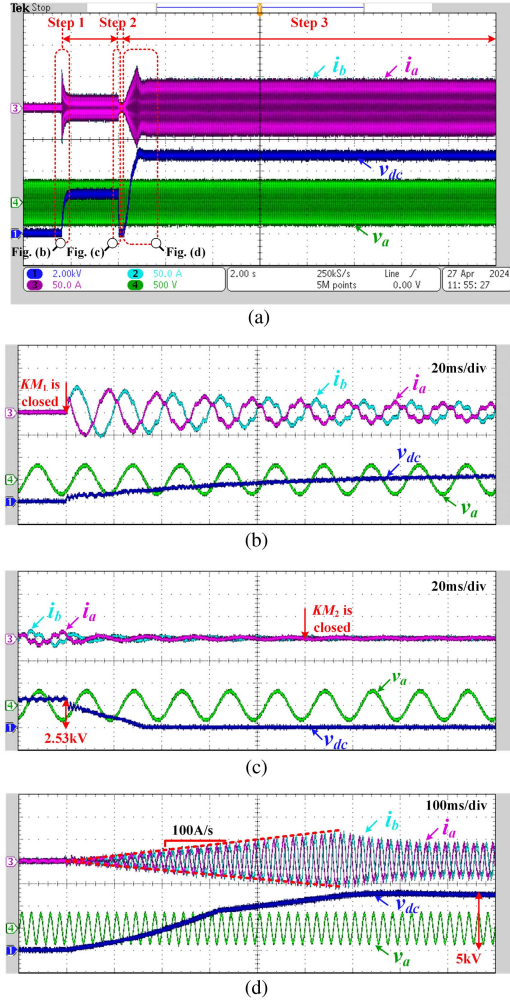 Tek Stop
Step 1 Step 2 Step 3
i_b i_a
3
v_dc
4
v_a
1
Fig. (b) Fig. (c) Fig. (d)
1 2.00kV 2 50.0 A 2.00 s 250kS/s Line 27 Apr 2024
3 50.0 A 4 500 V 5M points 0.00 V 11:55:27
(a)
KM1 is closed 20ms/div
i_b i_a
3
4
v_dc
1
v_a
(b)
20ms/div
i_b i_a
KM2 is closed
3
v_a
4
1
2.53kV
v_dc
(c)
100ms/div
100A/s
i_b i_a
3
4
v_dc
1
v_a
5kV
(d)